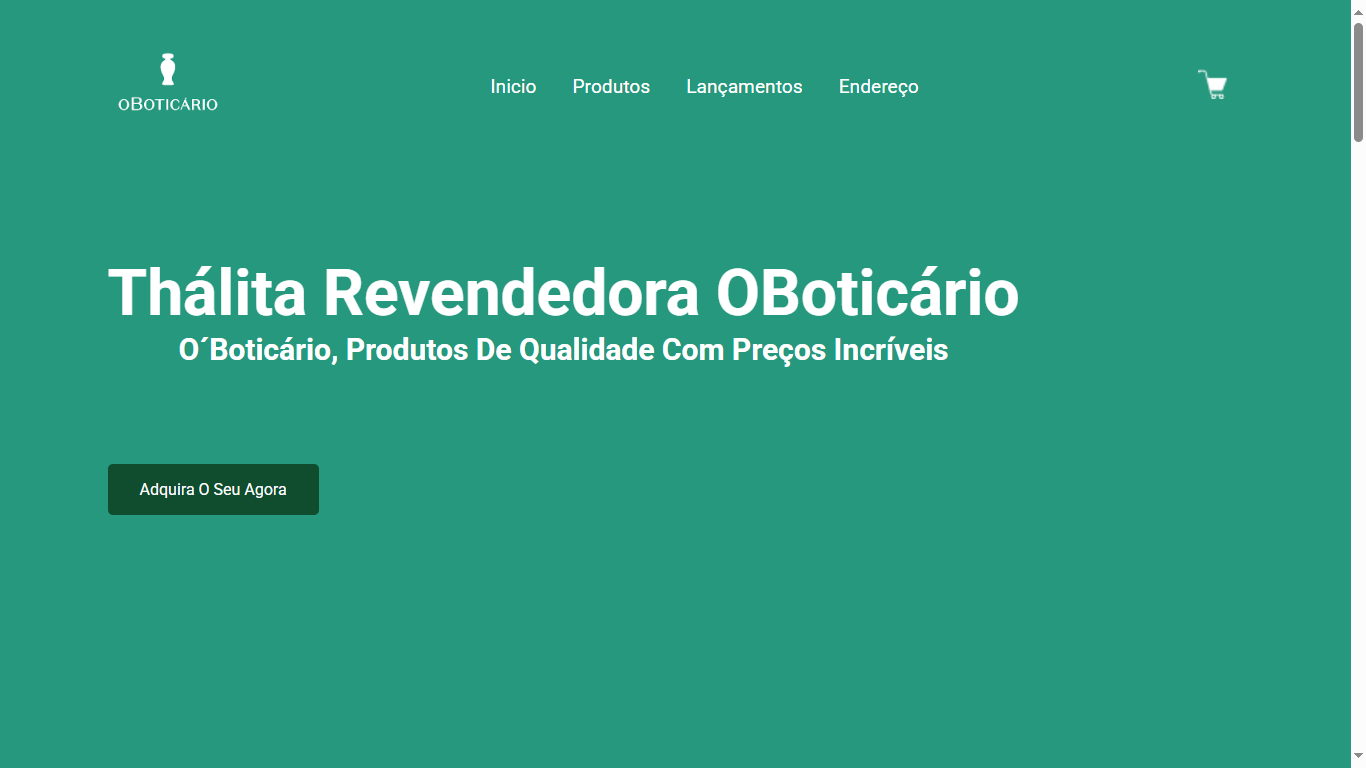 oBOTICÁRIO
Inicio Produtos Lançamentos Endereço
Thálita Revendedora OBoticário
O´Boticário, Produtos De Qualidade Com Preços Incríveis
Adquira O Seu Agora